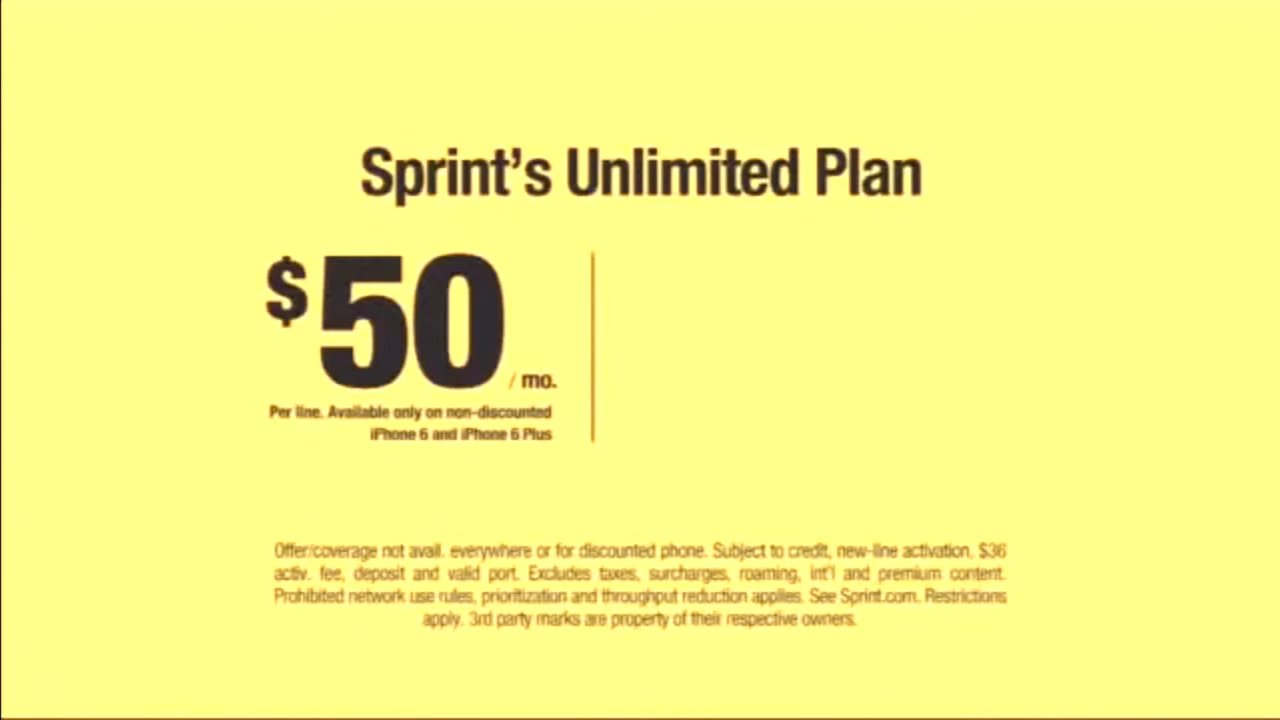 Sprint's Unlimited Plan
$50
/ mo.
Per line. Available only on non-discounted
iPhone 6 and iPhone 6 Plus
Offer/coverage not avail. everywhere or for discounted phone. Subject to credit, new-line activation, $36
activ. fee, deposit and valid port. Excludes taxes, surcharges, roaming, int'l and premium content.
Prohibited network use rules, prioritization and throughput reduction applies. See Sprint.com. Restrictions
apply. 3rd party marks are property of their respective owners.